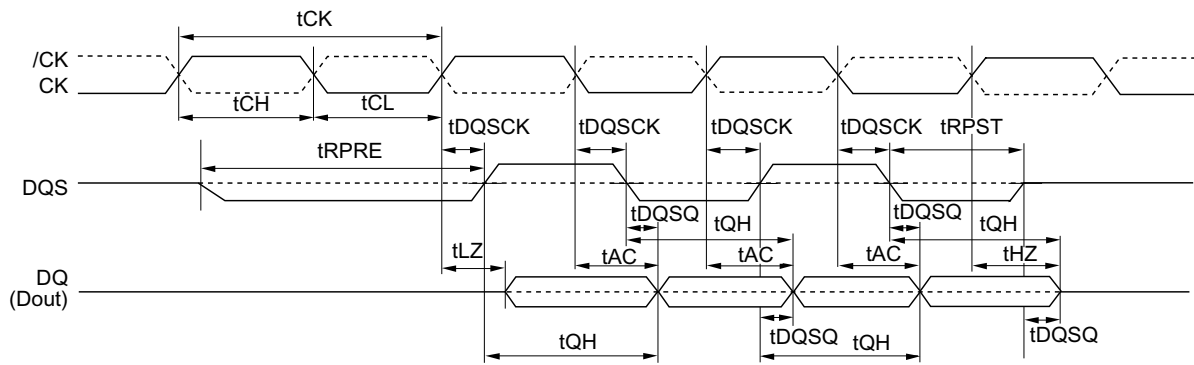 tCK
/CK
CK
tCH
tCL
tDQSCK
tDQSCK
tDQSCK
tDQSCK
tRPST
tRPRE
DQS
tDQSQ
tQH
tDQSQ
tQH
tLZ
tAC
tAC
tAC
tHZ
DQ
(Dout)
tDQSQ
tDQSQ
tQH
tQH